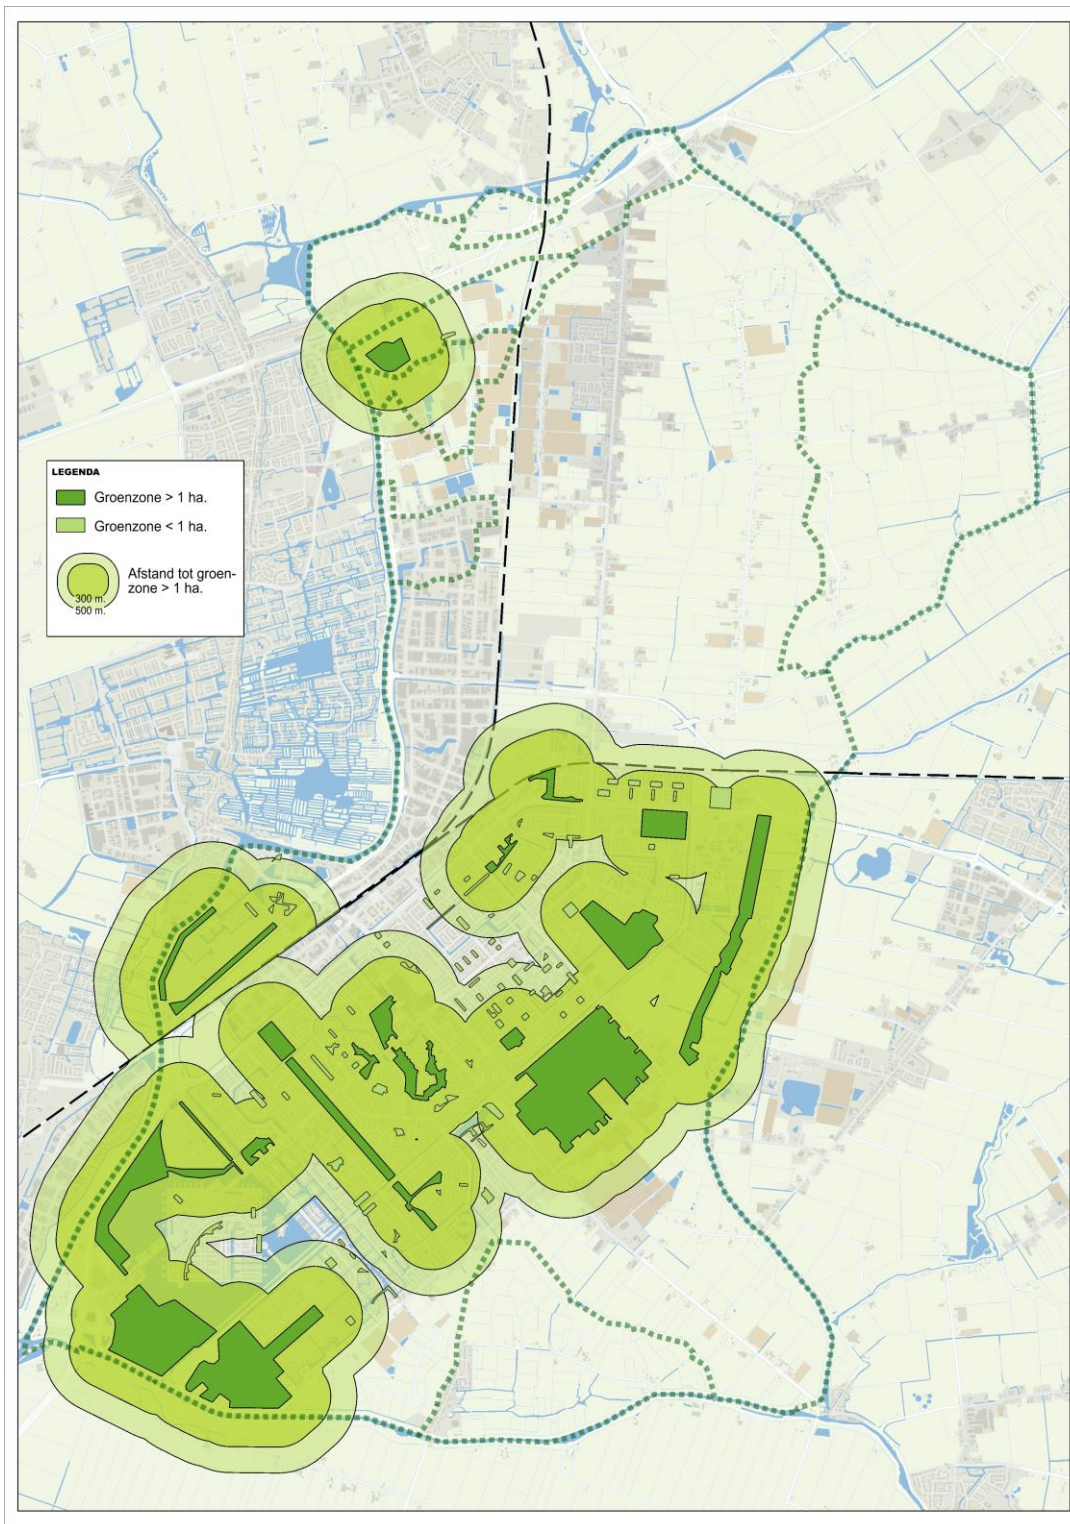 LEGENDA
Groenzone > 1 ha.
Groenzone < 1 ha.
Afstand tot groen-
zone > 1 ha.
300 m.
500 m.